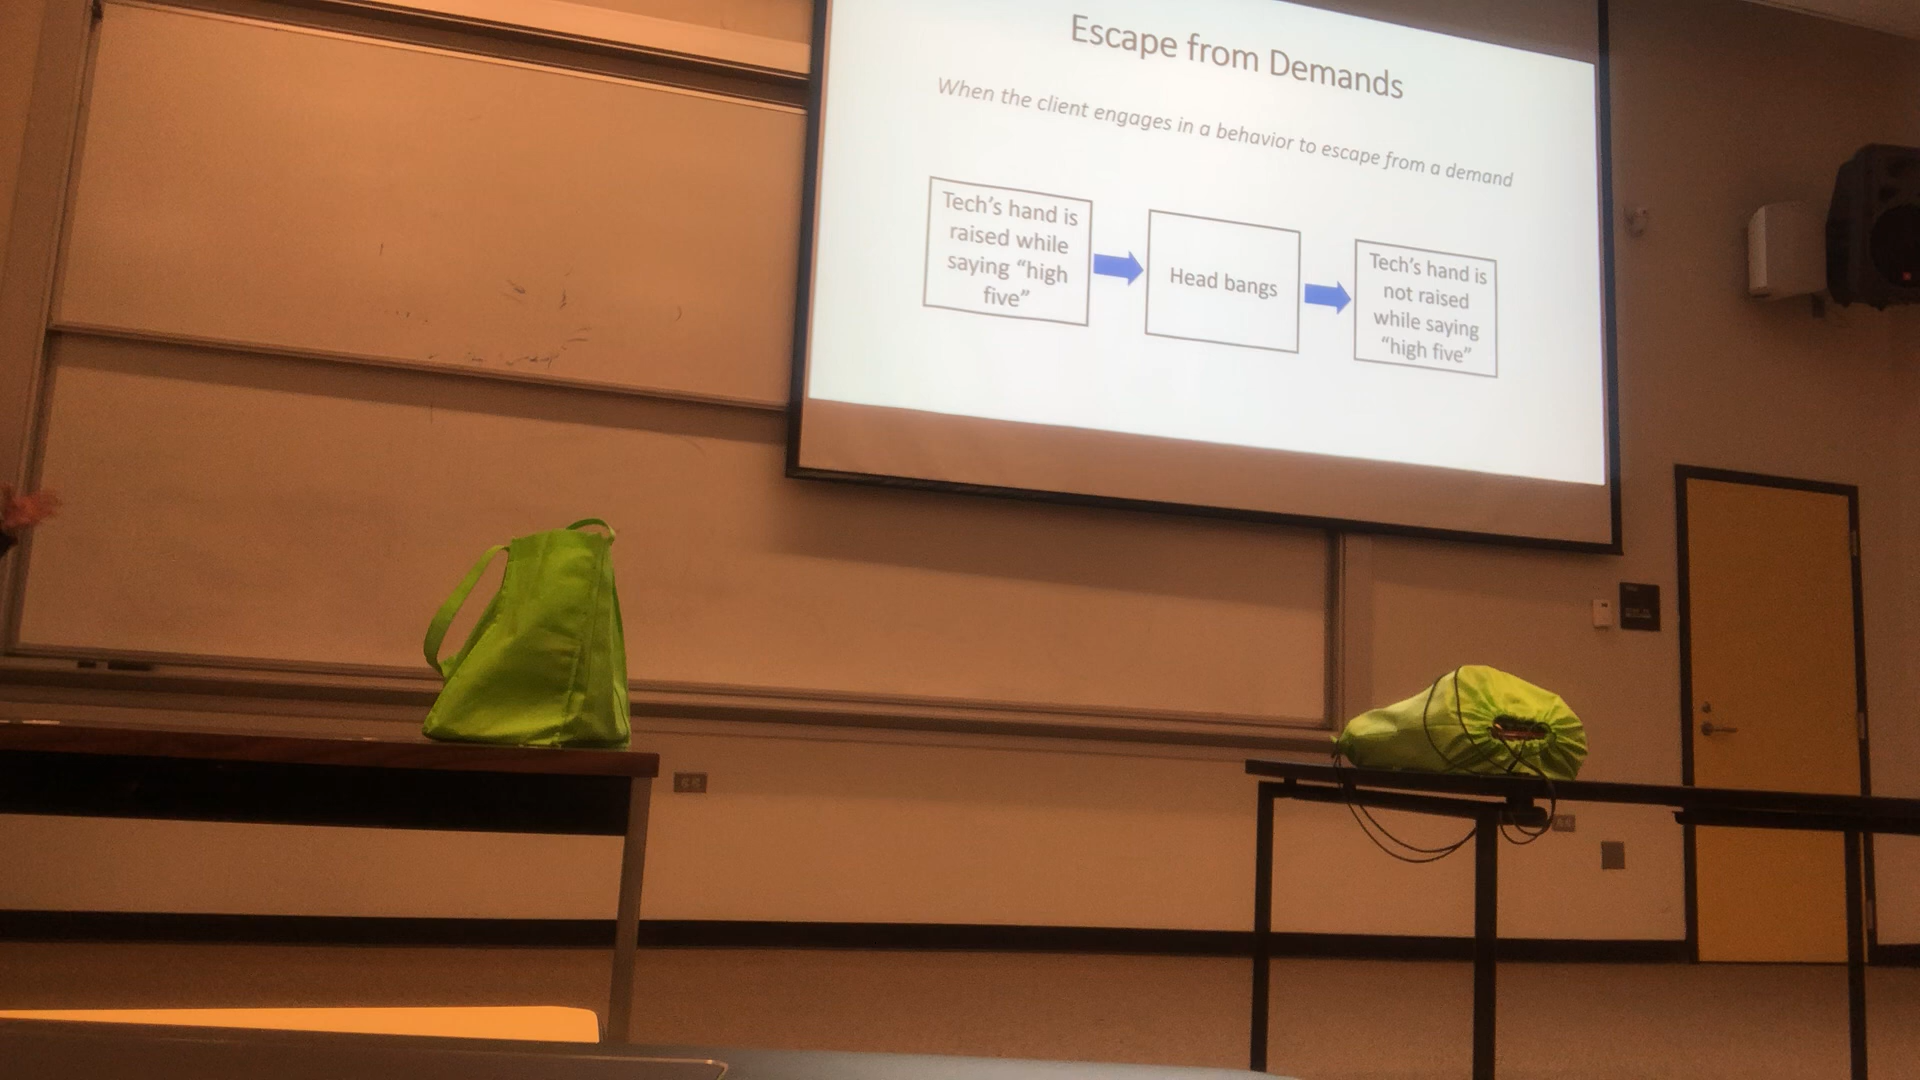 Escape from Demands
When the client engages in a behavior to escape from a demand
Tech's hand is
raised while
saying "high
five"
Head bangs
Tech's hand is
not raised
while saying
"high five"